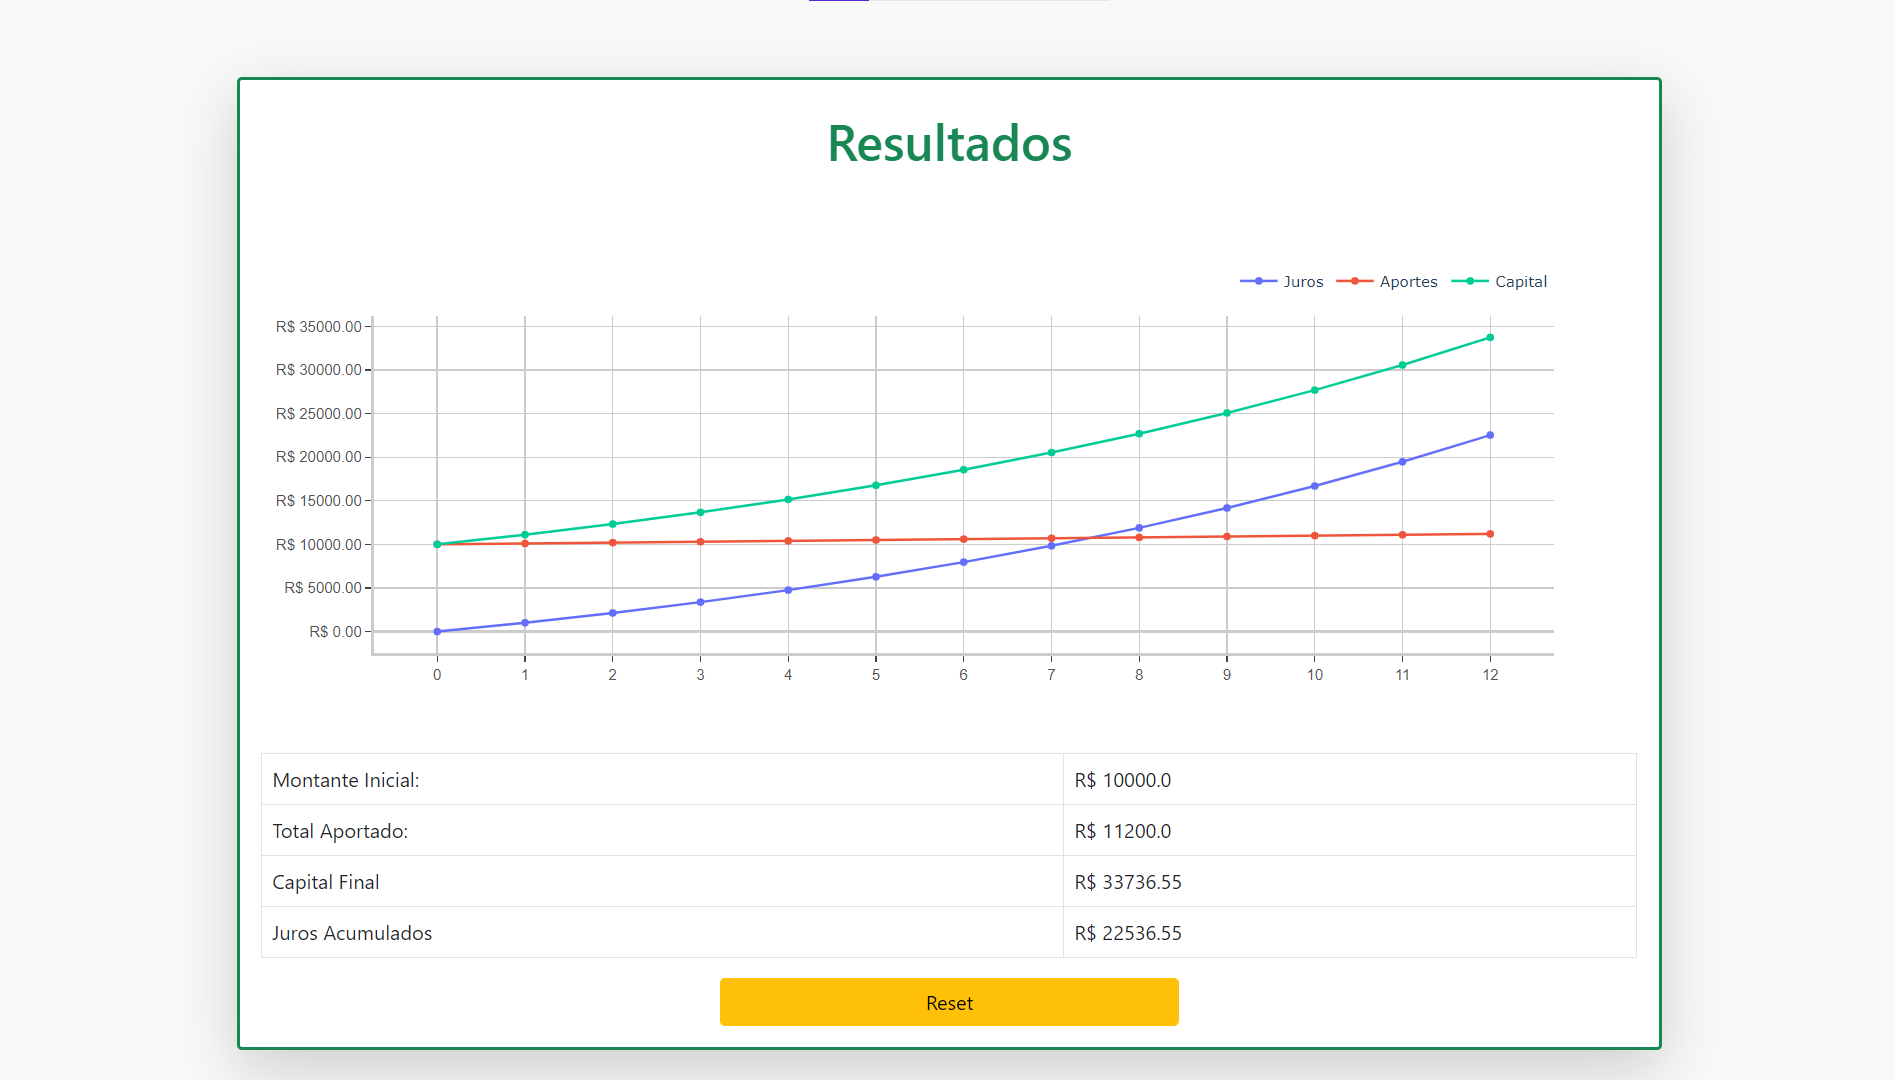 Resultados
Juros Aportes Capital
R$ 35000.00
R$ 30000.00
R$ 25000.00
R$ 20000.00
R$ 15000.00
R$ 10000.00
R$ 5000.00
R$ 0.00
0 1 2 3 4 5 6 7 8 9 10 11 12
Montante Inicial: R$ 10000.0
Total Aportado: R$ 11200.0
Capital Final R$ 33736.55
Juros Acumulados R$ 22536.55
Reset